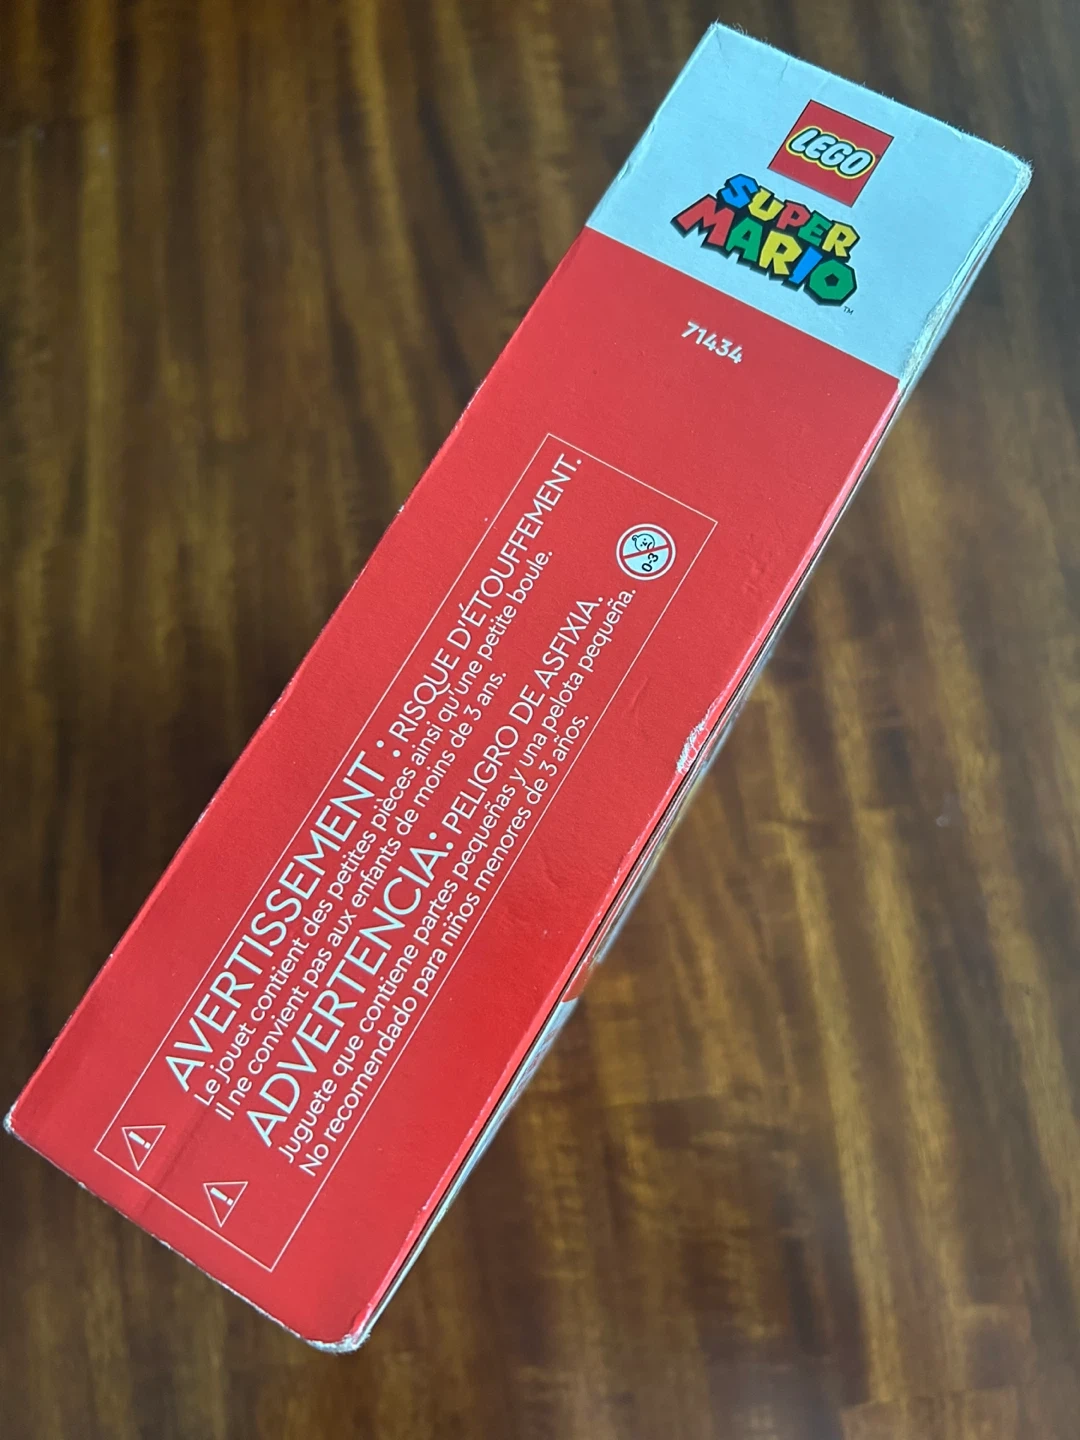 LEGO
SUPER
MARIO™
71434
AVERTISSEMENT : RISQUE D'ÉTOUFFEMENT.
Le jouet contient des petites pièces ainsi qu'une petite boule.
Il ne convient pas aux enfants de moins de 3 ans.
ADVERTENCIA: PELIGRO DE ASFIXIA.
Juguete que contiene partes pequeñas y una pelota pequeña.
No recomendado para niños menores de 3 años.
0-3